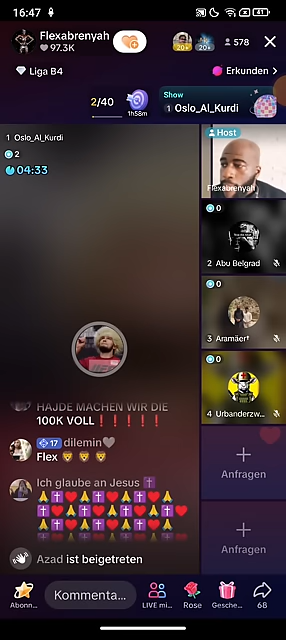 16:47
41
Flexabrenyah
97.3K
20+
20+
578
Liga B4
Erkunden
2/40
1h58m
Show
1 Oslo_Al_Kurdi
1 Oslo_Al_Kurdi
2
04:33
Host
Flexabrenyah
0
2 Abu Belgrad
0
3 Aramäer†
0
4 Urbanderzw...
HAJDE MACHEN WIR DIE
100K VOLL❗❗❗❗❗
17 dilemin🩶
Flex 🦁🦁🦁
Ich glaube an Jesus ✝️
Anfragen
Anfragen
Azad ist beigetreten
Abonn...
Kommenta...
LIVE mi...
Rose
Gesche...
68